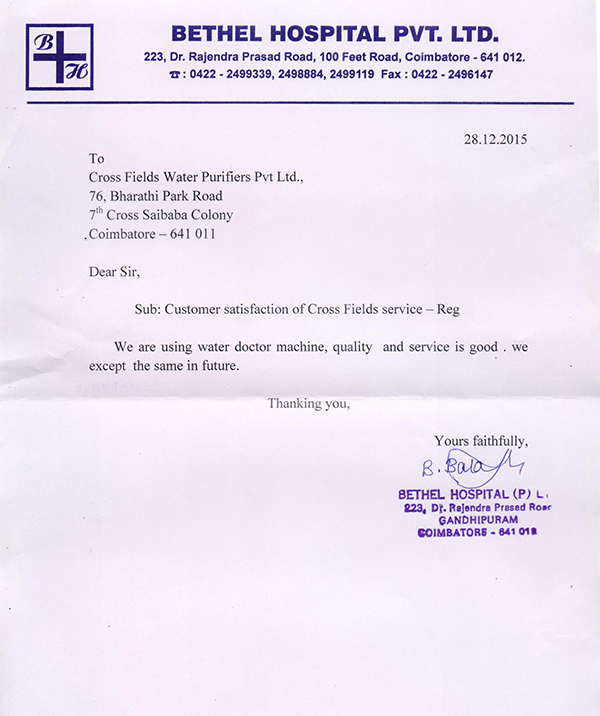 B H
BETHEL HOSPITAL PVT. LTD.
223, Dr. Rajendra Prasad Road, 100 Feet Road, Coimbatore - 641 012.
☎ : 0422 - 2499339, 2498884, 2499119 Fax : 0422 - 2496147
28.12.2015
To
Cross Fields Water Purifiers Pvt Ltd.,
76, Bharathi Park Road
7th Cross Saibaba Colony
Coimbatore – 641 011
Dear Sir,
Sub: Customer satisfaction of Cross Fields service – Reg
We are using water doctor machine, quality and service is good . we
except the same in future.
Thanking you,
Yours faithfully,
B.
BETHEL HOSPITAL (P) L
223, Dr. Rajendra Prasad Road
GANDHIPURAM
COIMBATORE - 641 012